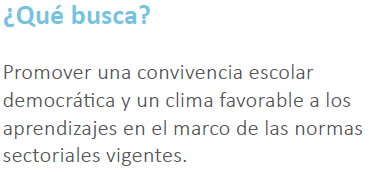 ¿Qué busca?
Promover una convivencia escolar
democrática y un clima favorable a los
aprendizajes en el marco de las normas
sectoriales vigentes.